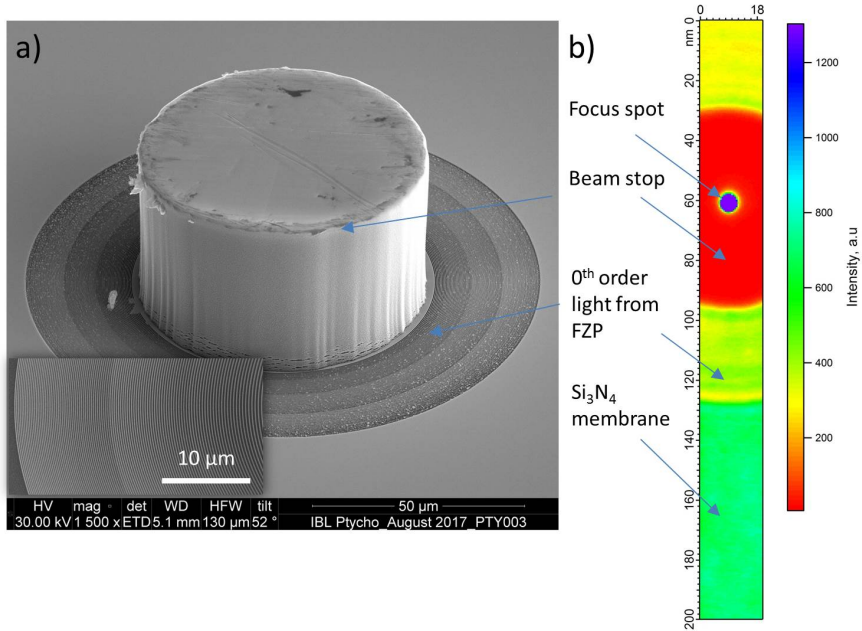 a)
10 µm
HV mag ▫ det WD HFW tilt 50 µm
30.00 kV 1 500 x ETD 5.1 mm 130 µm 52 ° IBL Ptycho_August 2017_PTY003
b)
Focus spot
Beam stop
0th order
light from
FZP
Si3N4
membrane
0 18
nm 0
20
40
60
80
100
120
140
160
180
200
1200
1000
800
600
400
200
Intensity, a.u